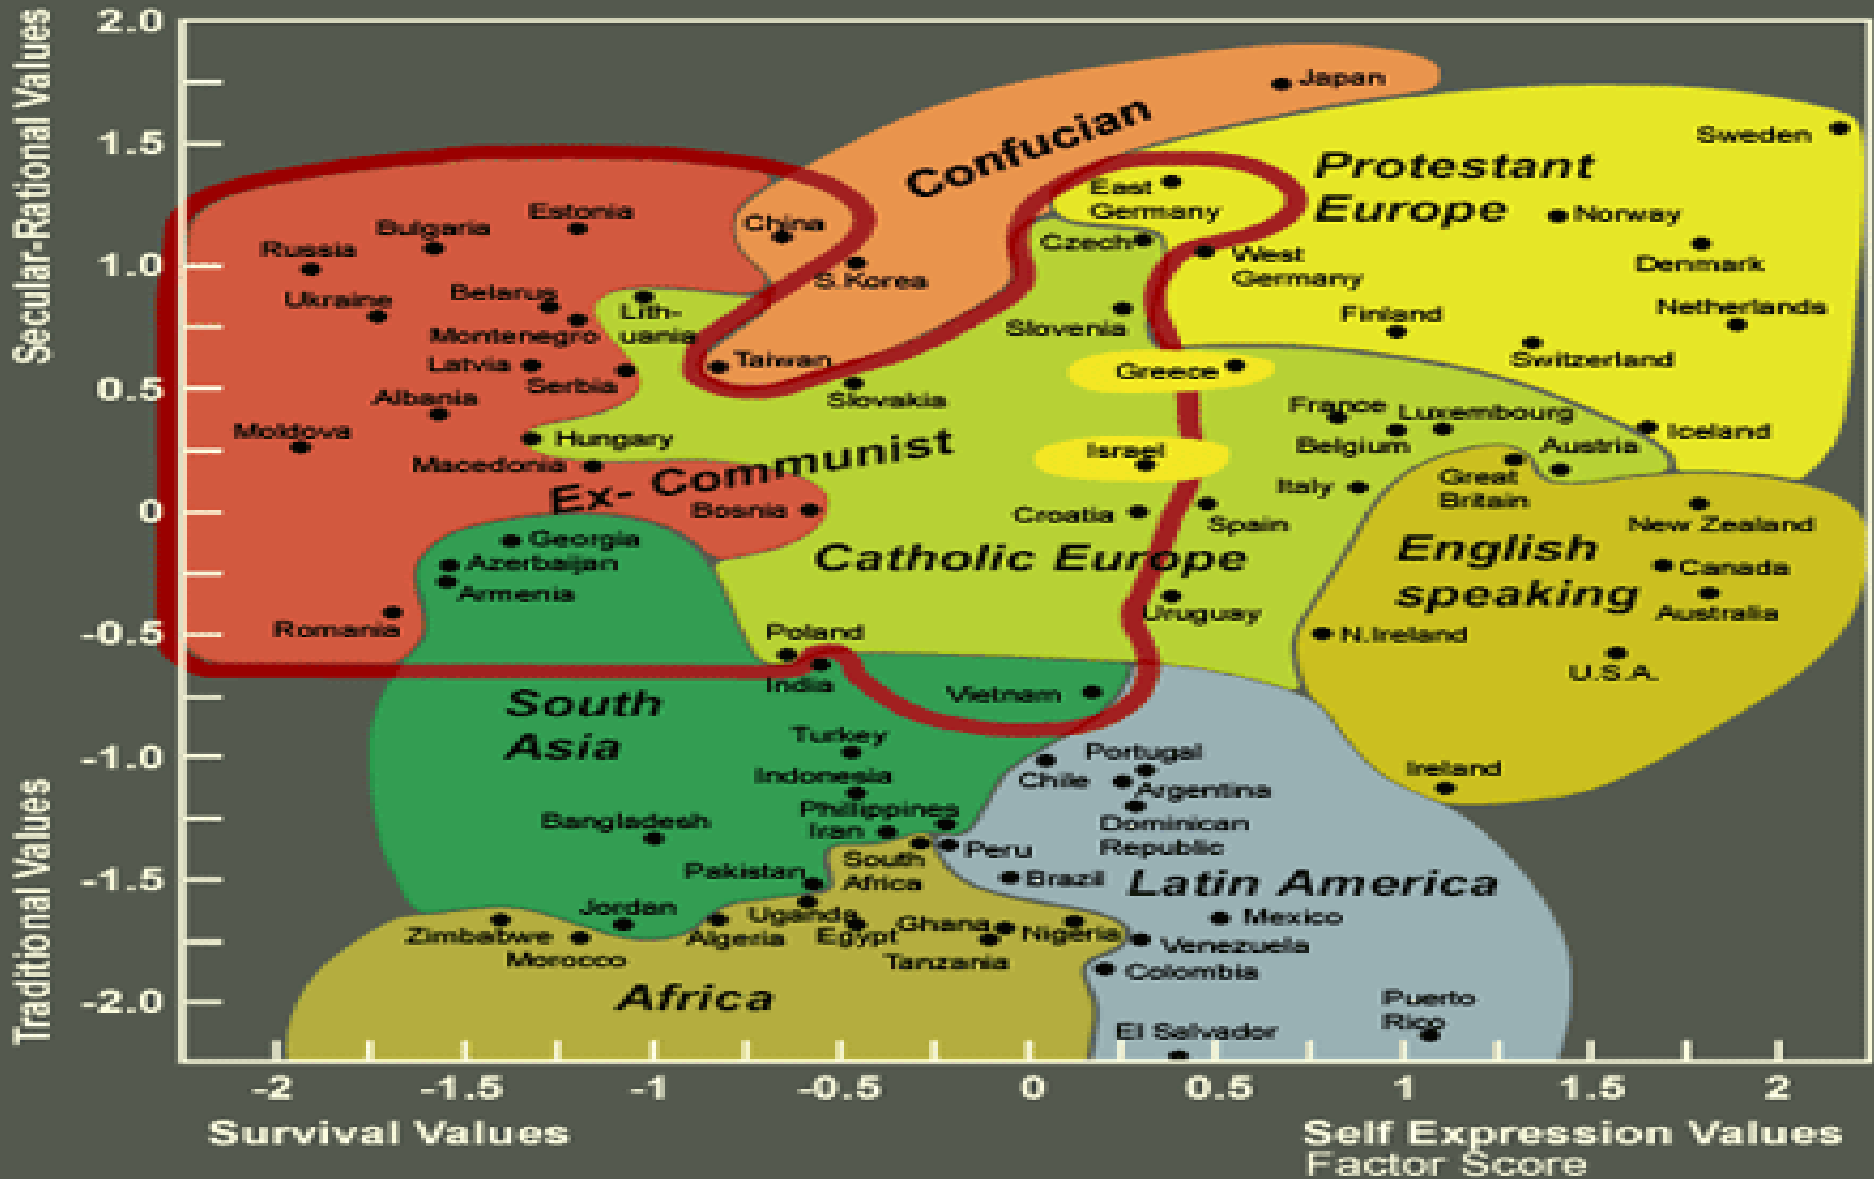 Secular-Rational Values
Traditional Values
2.0
1.5
1.0
0.5
0
-0.5
-1.0
-1.5
-2.0
Japan
Confucian
Sweden
Protestant
Europe
East
Germany
Norway
Estonia
Bulgaria
China
Russia
Czech
West
Germany
Denmark
S.Korea
Ukraine
Belarus
Lith-
uania
Montenegro
Slovenia
Finland
Netherlands
Latvia
Serbia
Taiwan
Greece
Switzerland
Albania
Slovakia
France
Luxembourg
Moldova
Hungary
Belgium
Austria
Iceland
Macedonia
Ex- Communist
Israel
Great
Britain
Italy
Bosnia
Croatia
Spain
New Zealand
Georgia
Azerbaijan
Armenia
Catholic Europe
English
speaking
Canada
Australia
Romania
Uruguay
N.Ireland
Poland
India
U.S.A.
South
Asia
Vietnam
Turkey
Portugal
Chile
Indonesia
Argentina
Ireland
Phillippines
Bangladesh
Iran
Dominican
Republic
South
Africa
Peru
Pakistan
Brazil
Latin America
Jordan
Uganda
Ghana
Mexico
Zimbabwe
Algeria
Egypt
Nigeria
Venezuela
Morocco
Tanzania
Colombia
Africa
Puerto
Rico
El Salvador
-2
-1.5
-1
-0.5
0
0.5
1
1.5
2
Survival Values
Self Expression Values
Factor Score